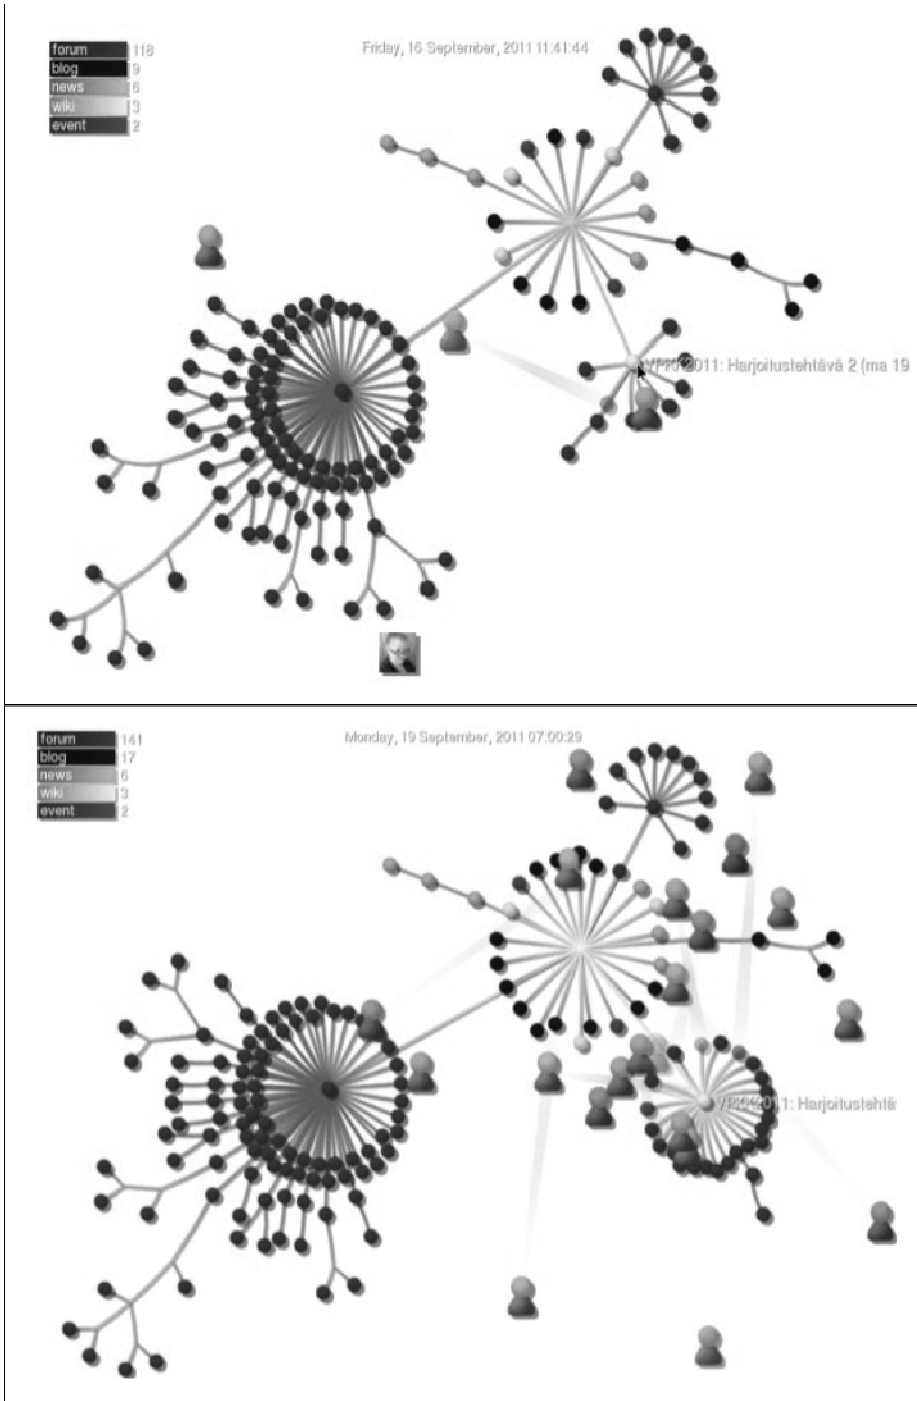 forum 118
blog 9
news 6
wiki 3
event 2
Friday, 16 September, 2011 11:41:44
2011: Harjoitustehtävä 2 (ma 19
forum 141
blog 17
news 6
wiki 3
event 2
Monday, 19 September, 2011 07:00:29
Harjoitustehtä